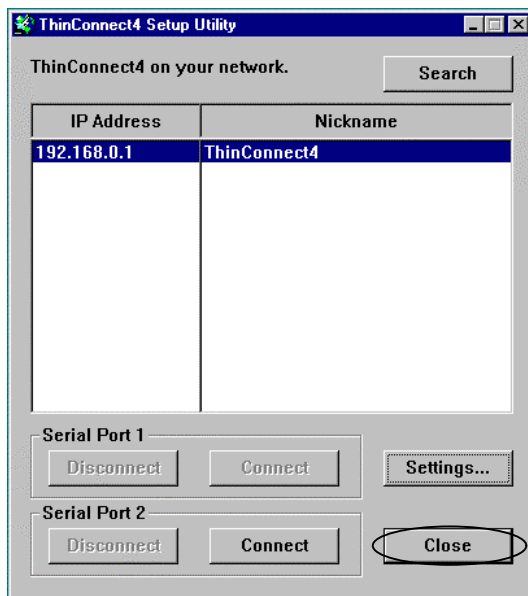 ThinConnect4 Setup Utility
ThinConnect4 on your network.
Search
IP Address Nickname
192.168.0.1 ThinConnect4
Serial Port 1
Disconnect Connect
Settings...
Serial Port 2
Disconnect Connect
Close